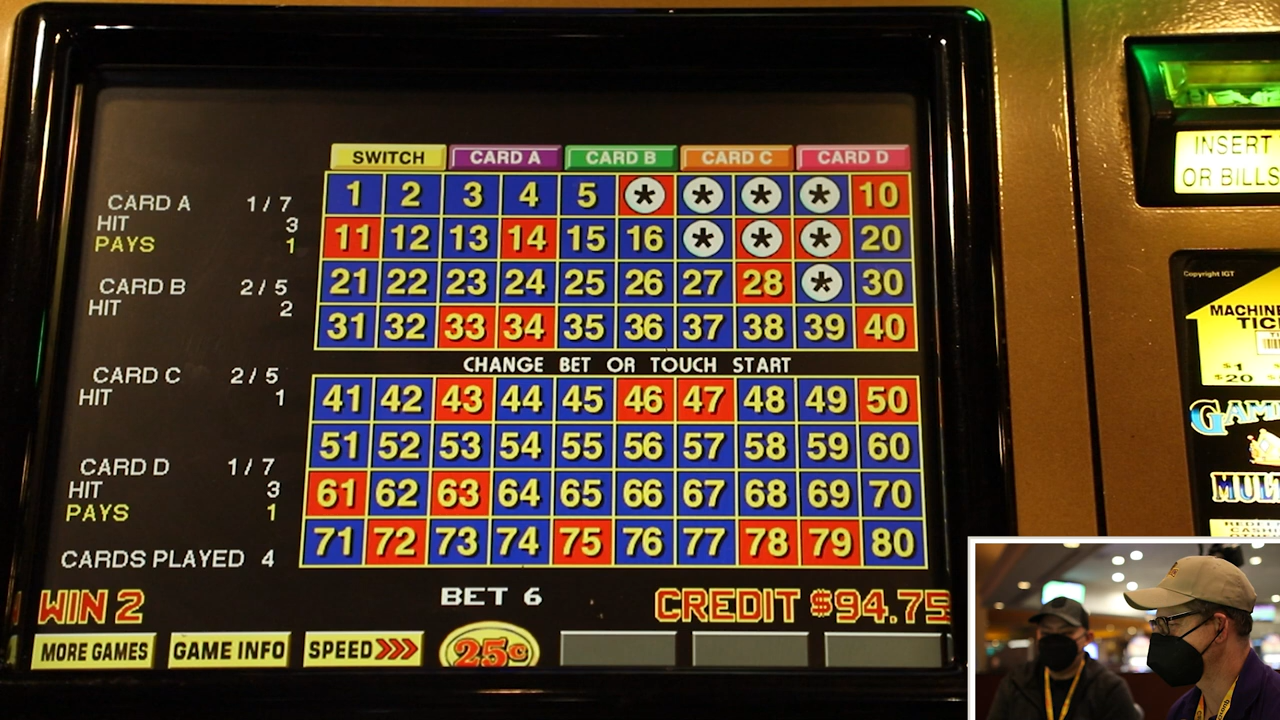 SWITCH CARD A CARD B CARD C CARD D
1 2 3 4 5 * * * * 10
11 12 13 14 15 16 * * * 20
21 22 23 24 25 26 27 28 * 30
31 32 33 34 35 36 37 38 39 40
CHANGE BET OR TOUCH START
41 42 43 44 45 46 47 48 49 50
51 52 53 54 55 56 57 58 59 60
61 62 63 64 65 66 67 68 69 70
71 72 73 74 75 76 77 78 79 80
CARD A 1/7
HIT 3
PAYS 1
CARD B 2/5
HIT 2
CARD C 2/5
HIT 1
CARD D 1/7
HIT 3
PAYS 1
CARDS PLAYED 4
WIN 2 BET 6 CREDIT $94.75
MORE GAMES GAME INFO SPEED 25¢
INSERT
OR BILLS
Copyright IGT
MACHINE
TIC
$1
$20
GAM
MUL